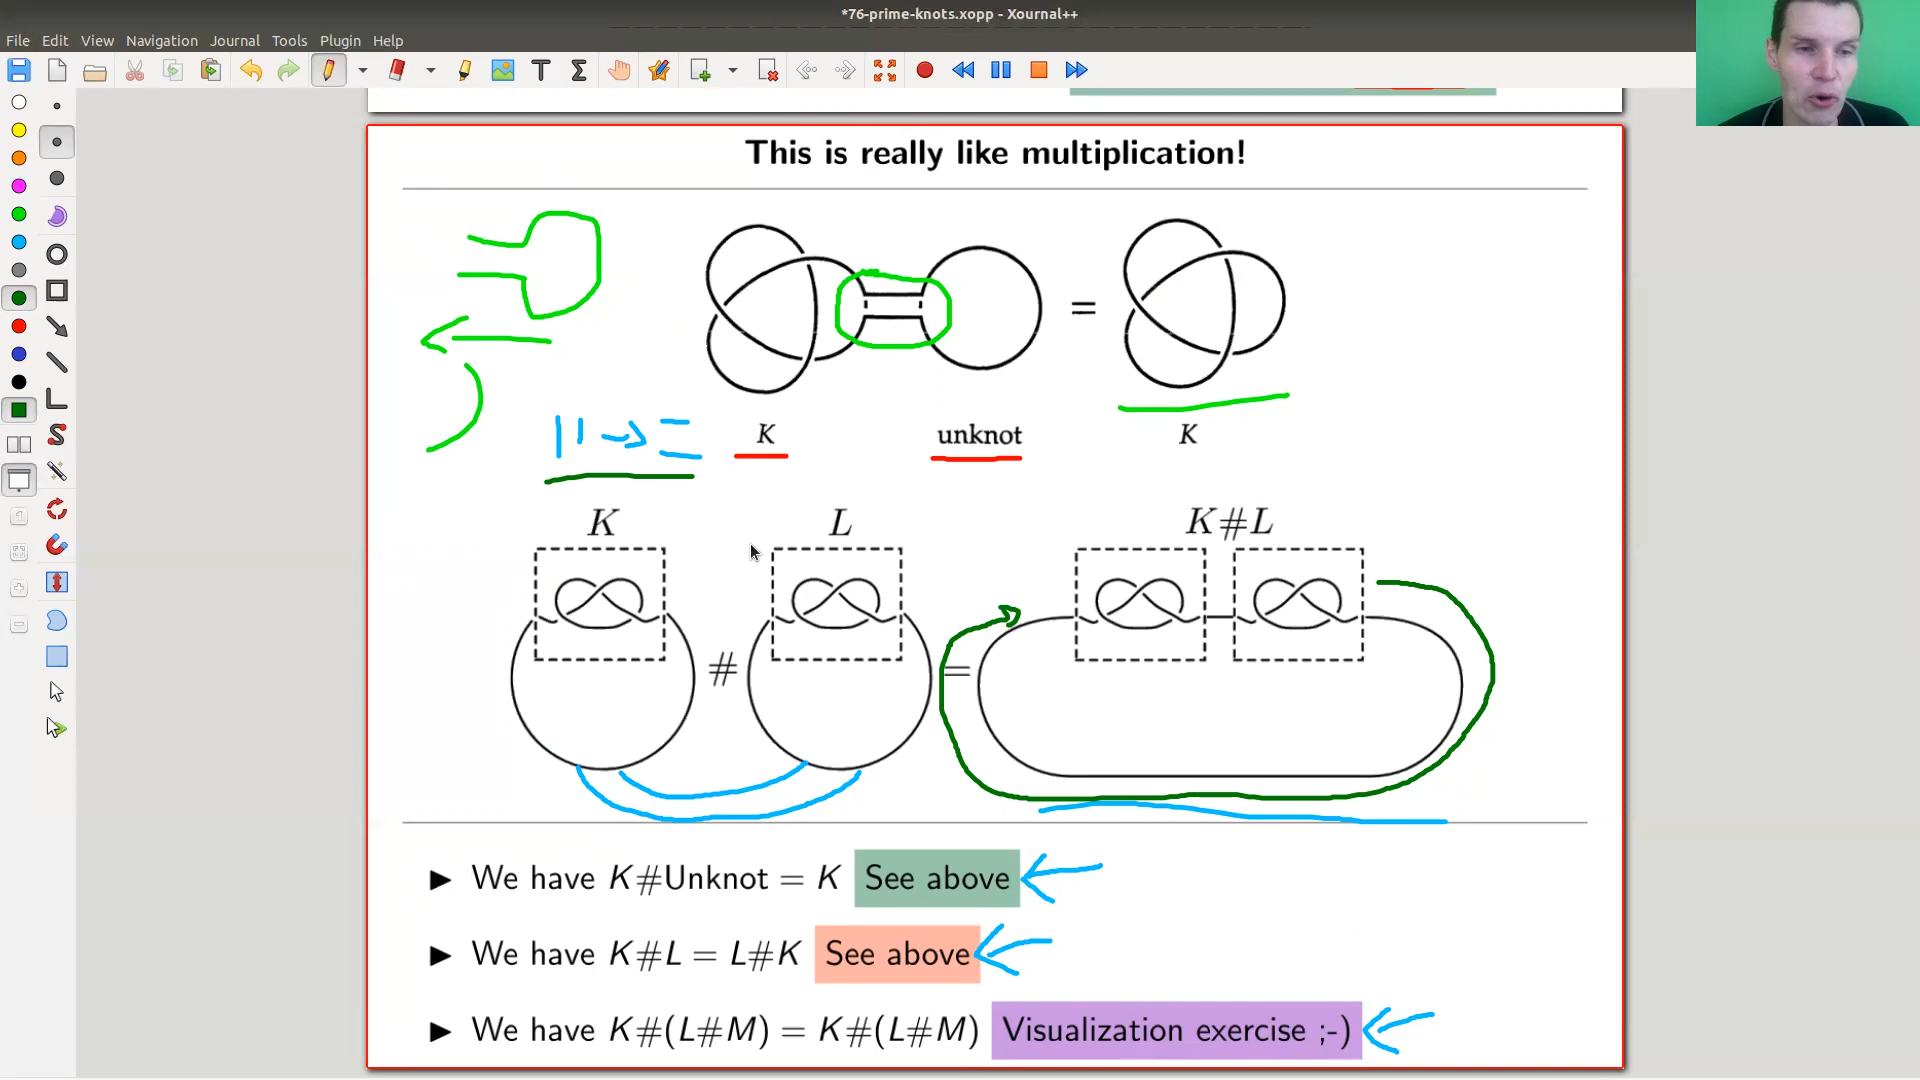 *76-prime-knots.xopp - Xournal++
File Edit View Navigation Journal Tools Plugin Help
This is really like multiplication!
=
K unknot K
|| → =
K L K#L
# =
► We have K#Unknot = K See above
► We have K#L = L#K See above
► We have K#(L#M) = K#(L#M) Visualization exercise ;-)